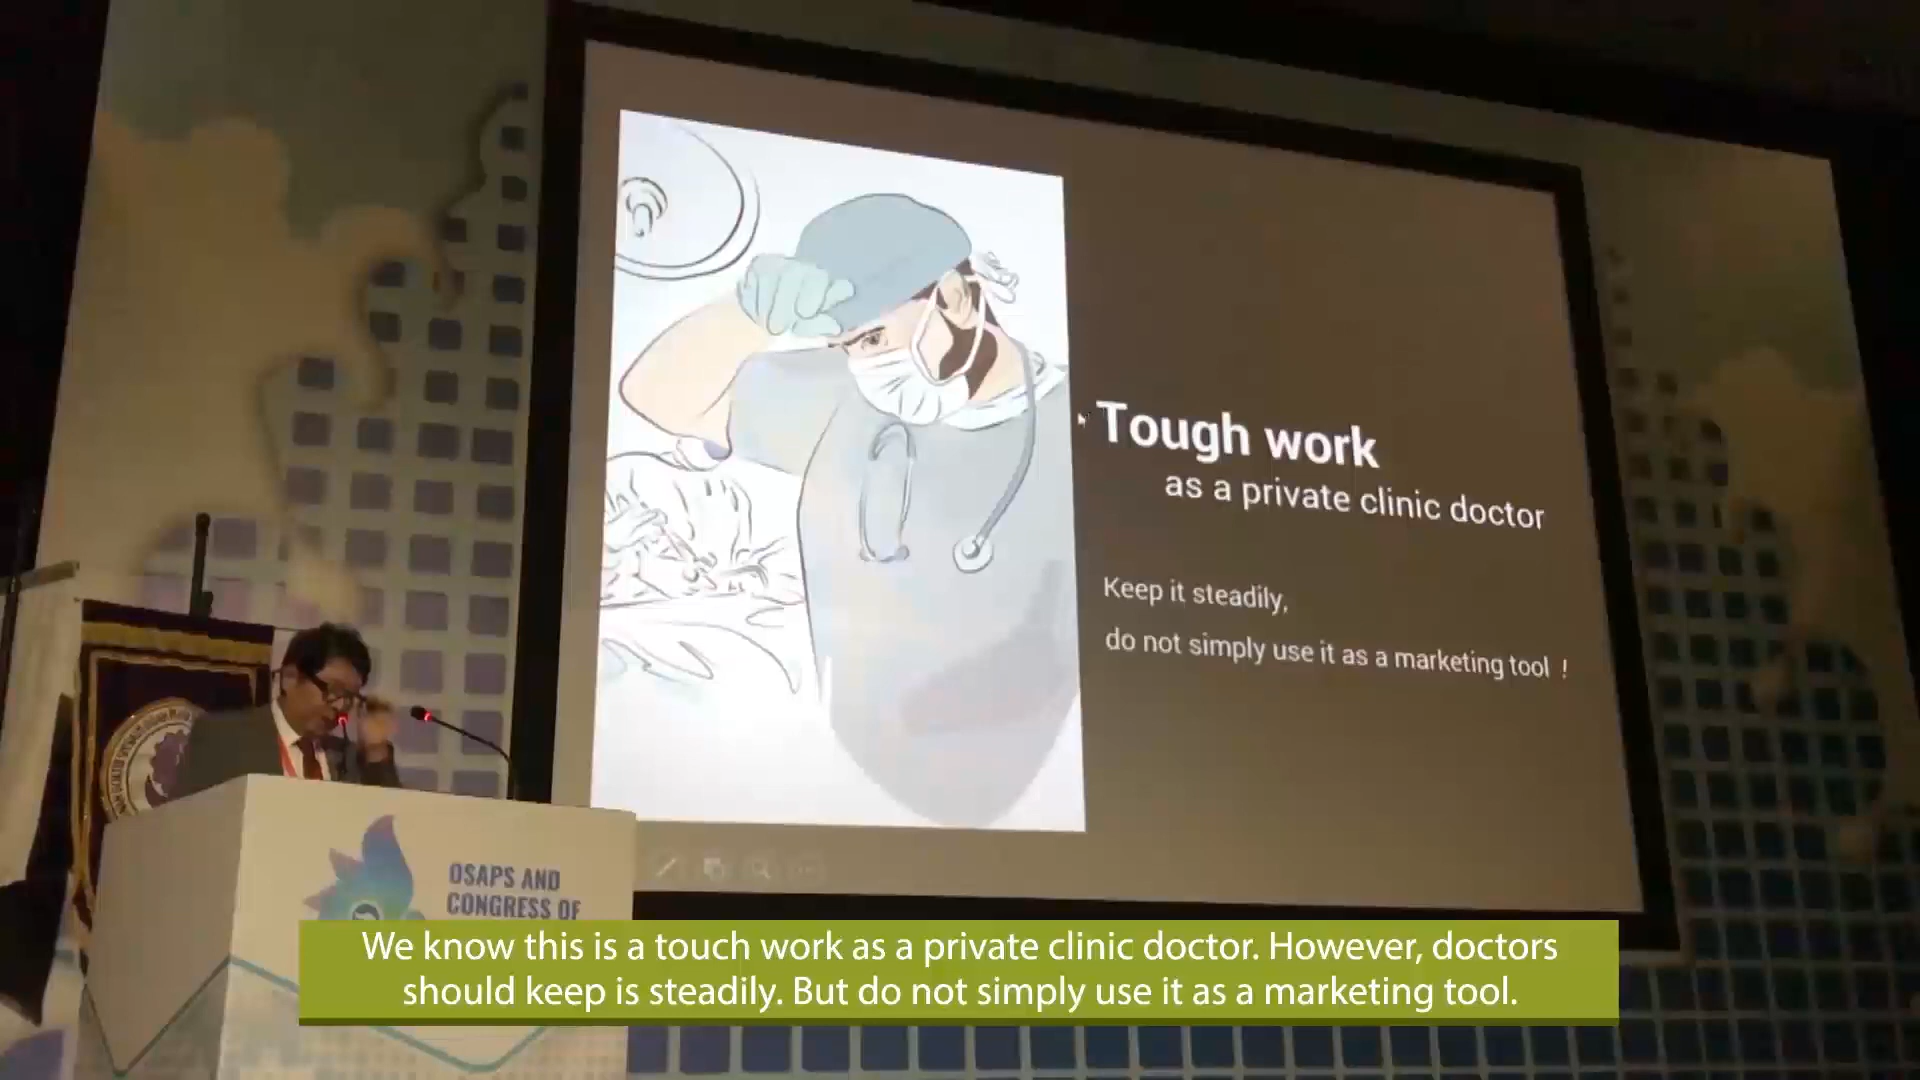 Tough work
as a private clinic doctor
Keep it steadily,
do not simply use it as a marketing tool !
OSAPS AND
CONGRESS OF
We know this is a touch work as a private clinic doctor. However, doctors
should keep is steadily. But do not simply use it as a marketing tool.